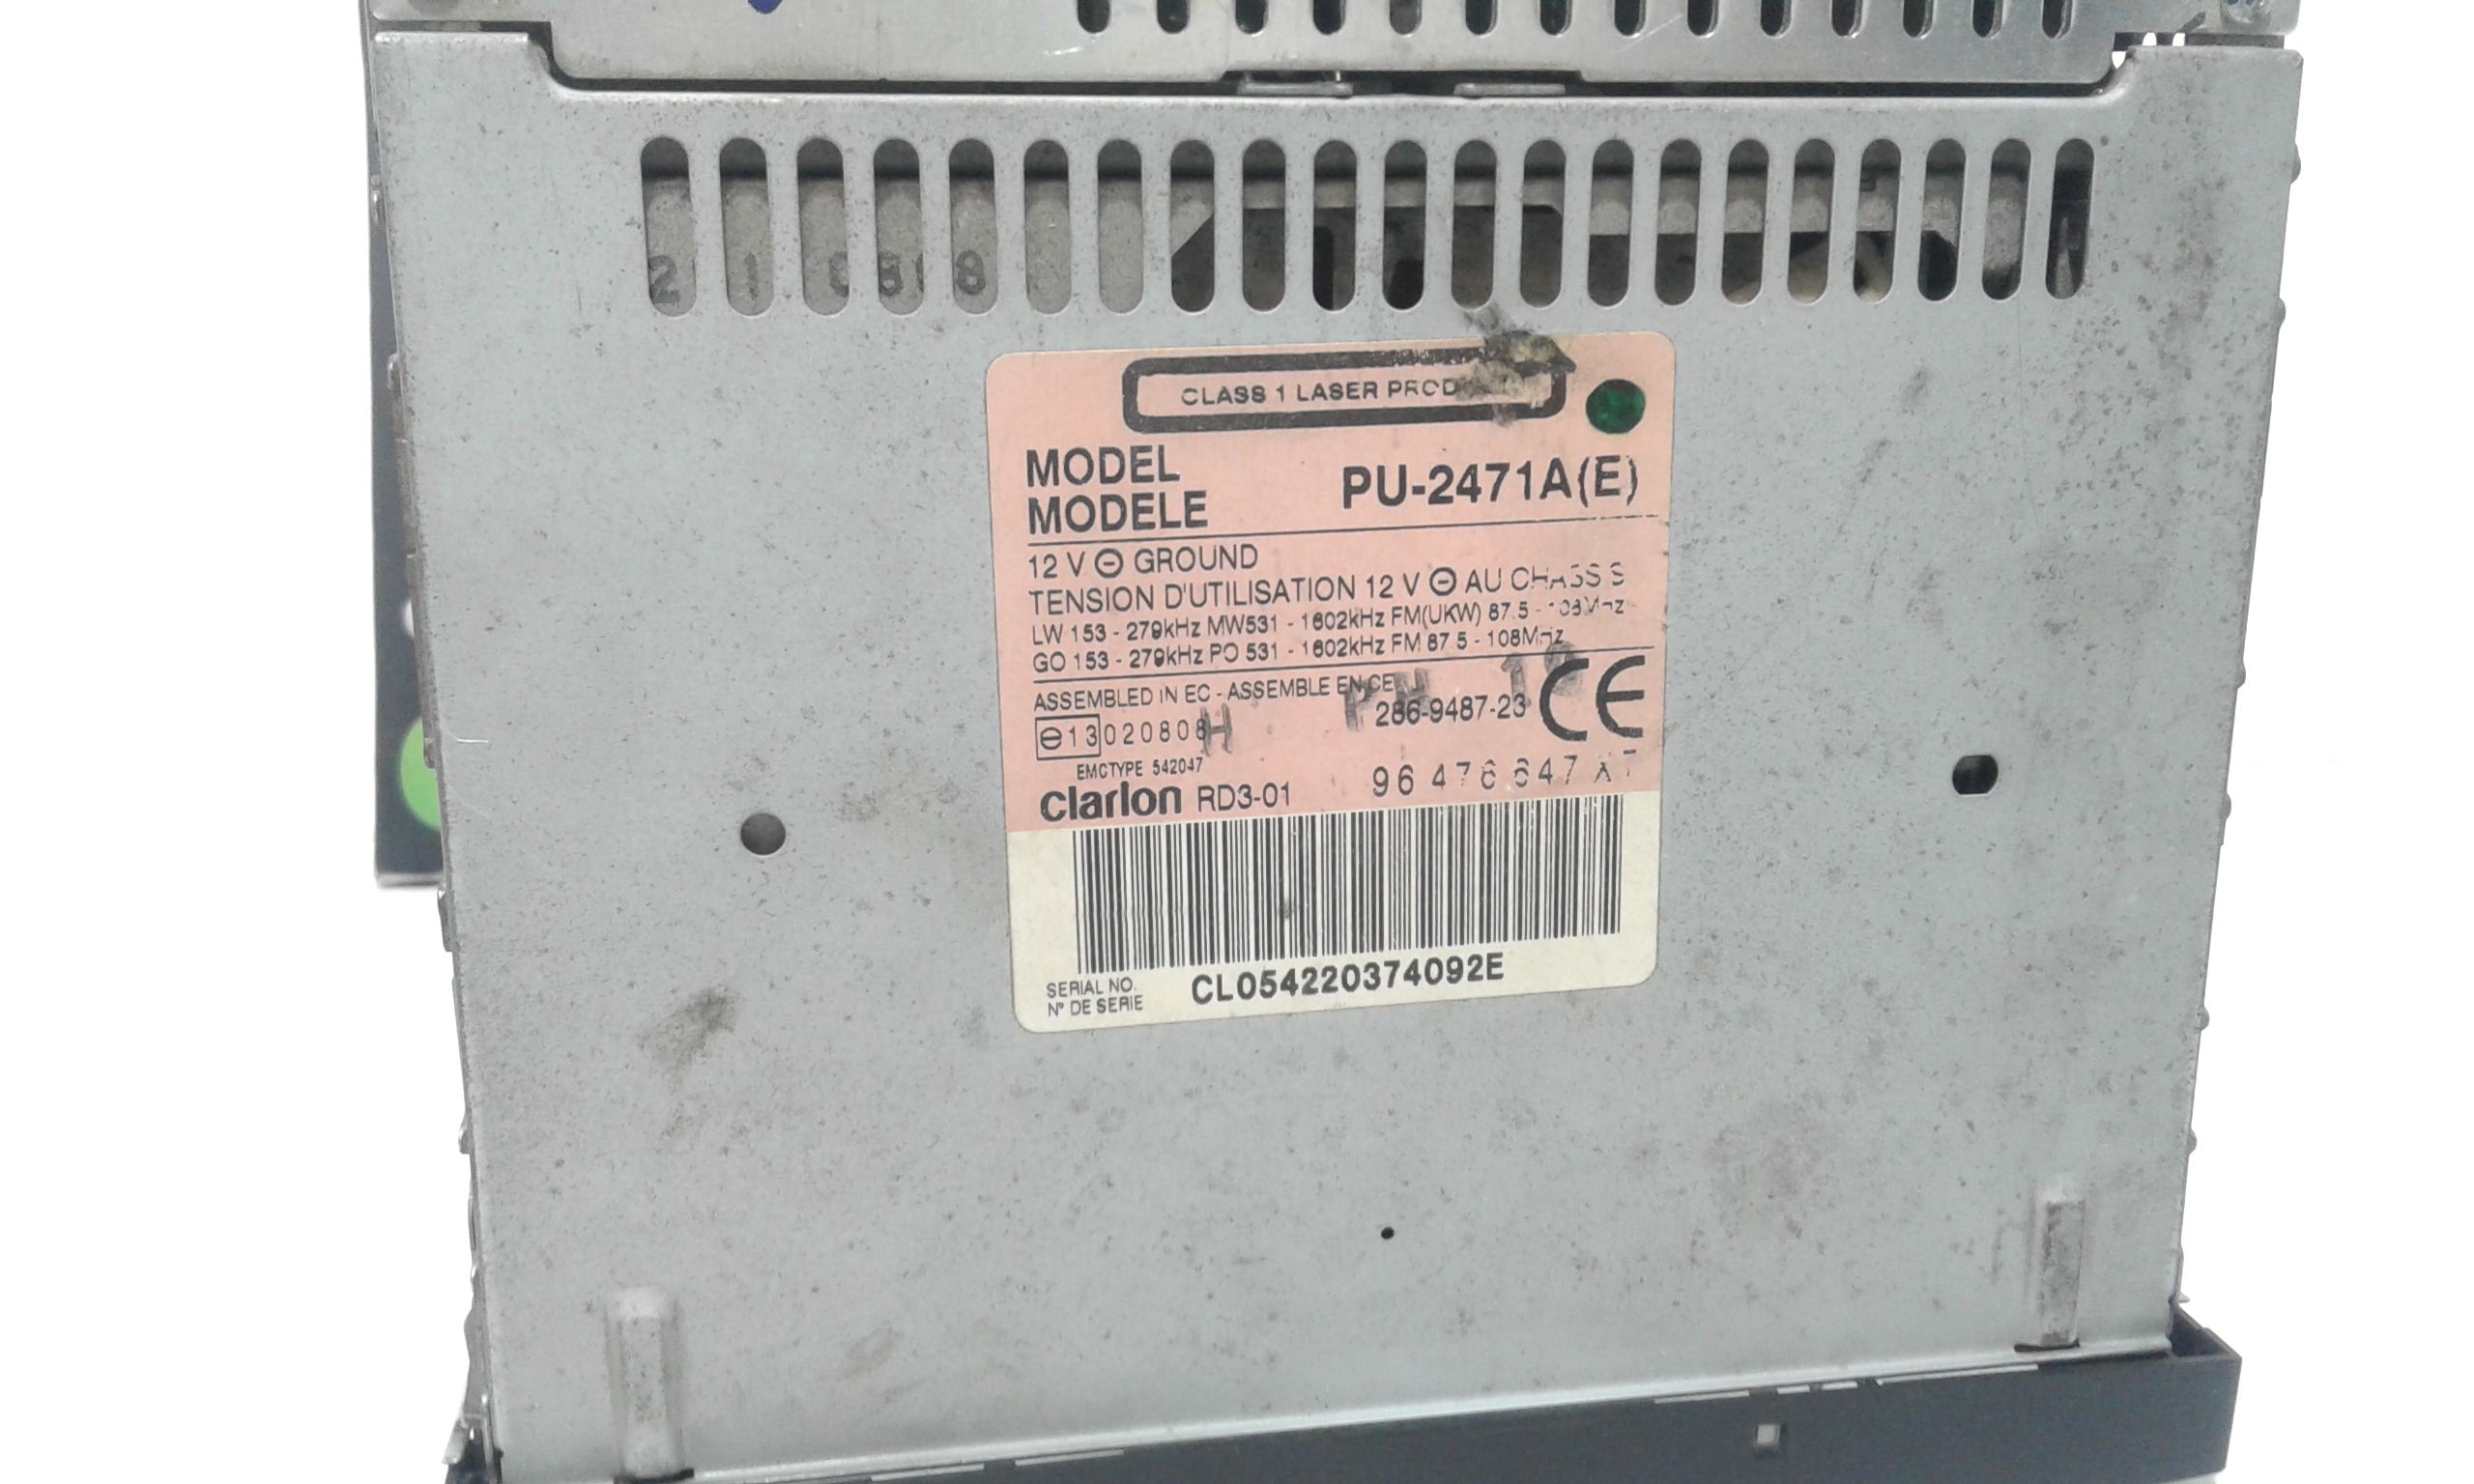 CLASS 1 LASER
MODEL
MODELE
PU-2471A(E)
12 V ⊖ GROUND
TENSION D'UTILISATION 12 V ⊖ AU CHASSIS
LW 153 - 279kHz MW531 - 1602kHz FM(UKW) 87.5 - 108MHz
GO 153 - 279kHz PO 531 - 1602kHz FM 87.5 - 108MHz
ASSEMBLED IN EC - ASSEMBLE EN CE
286-9487-23 CE
e13 020808
EMCTYPE 542047
96 476 647 XT
Clarion RD3-01
SERIAL NO.
N° DE SERIE
CL054220374092E